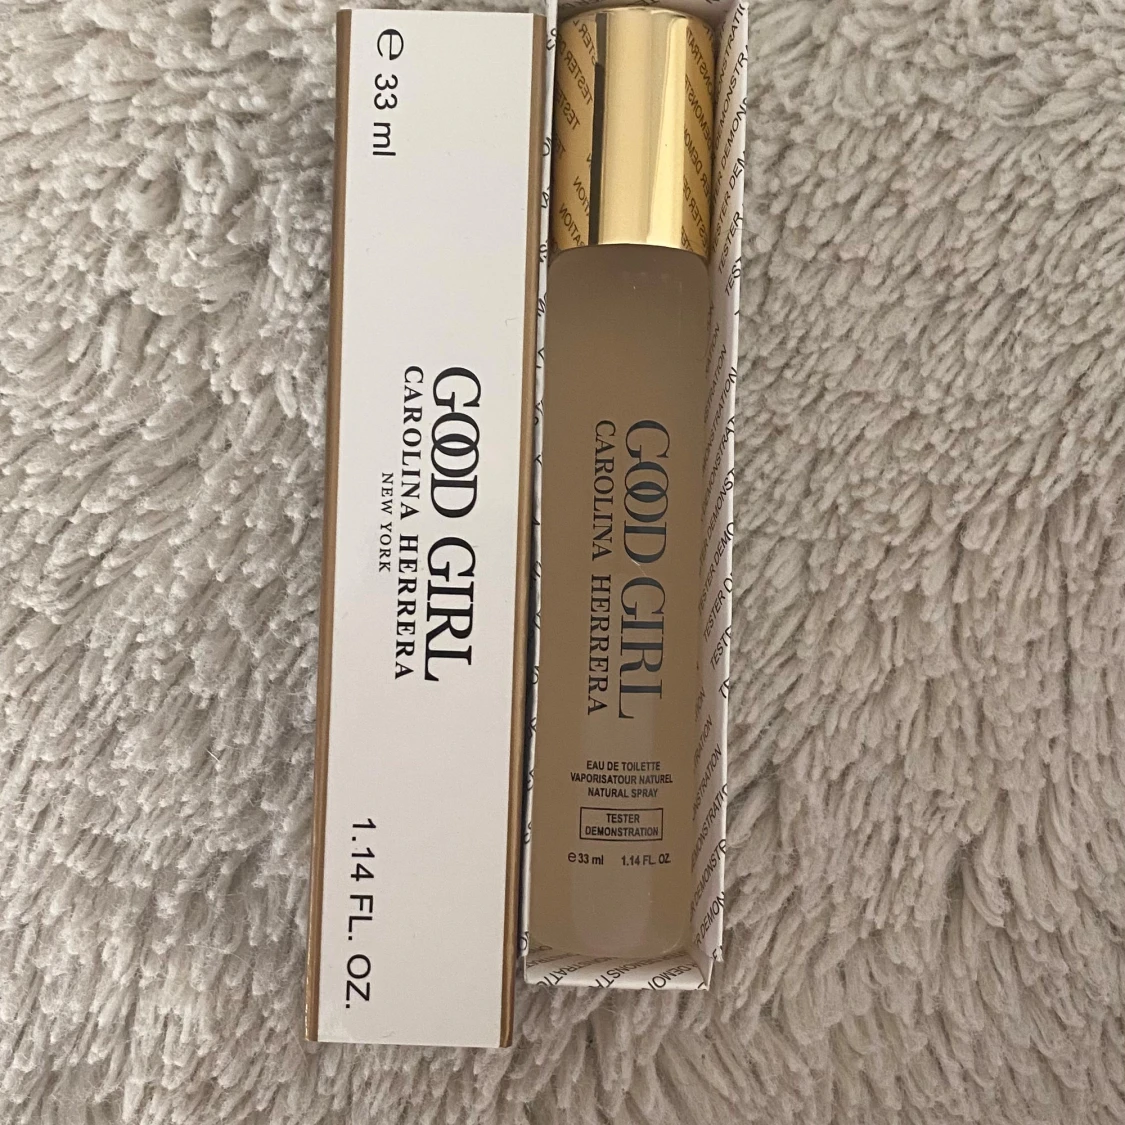 e 33 ml
GOOD GIRL
CAROLINA HERRERA
NEW YORK
1.14 FL. OZ.
GOOD GIRL
CAROLINA HERRERA
EAU DE TOILETTE
VAPORISATOUR NATUREL
NATURAL SPRAY
TESTER
DEMONSTRATION
e 33 ml 1.14 FL. OZ.